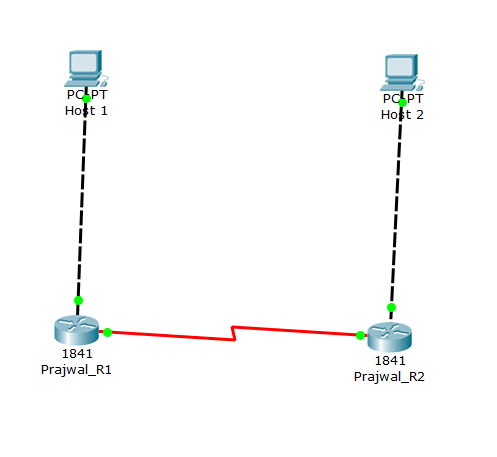 PC-PT
Host 1
PC-PT
Host 2
1841
Prajwal_R1
1841
Prajwal_R2